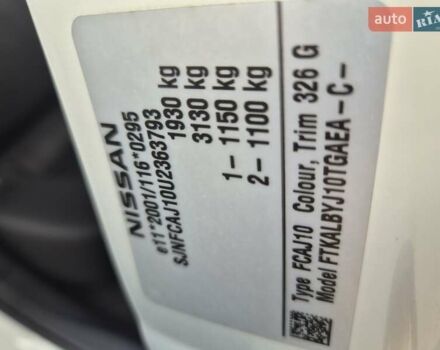 NISSAN
e11*2001/116*0295
SJNFCAJ10U2363793
1930 kg
3130 kg
1- 1150 kg
2- 1100 kg
Type FCAJ10 Colour, Trim 326 G
Model FTKALBYJ10TGAEA -C-
auto RIA